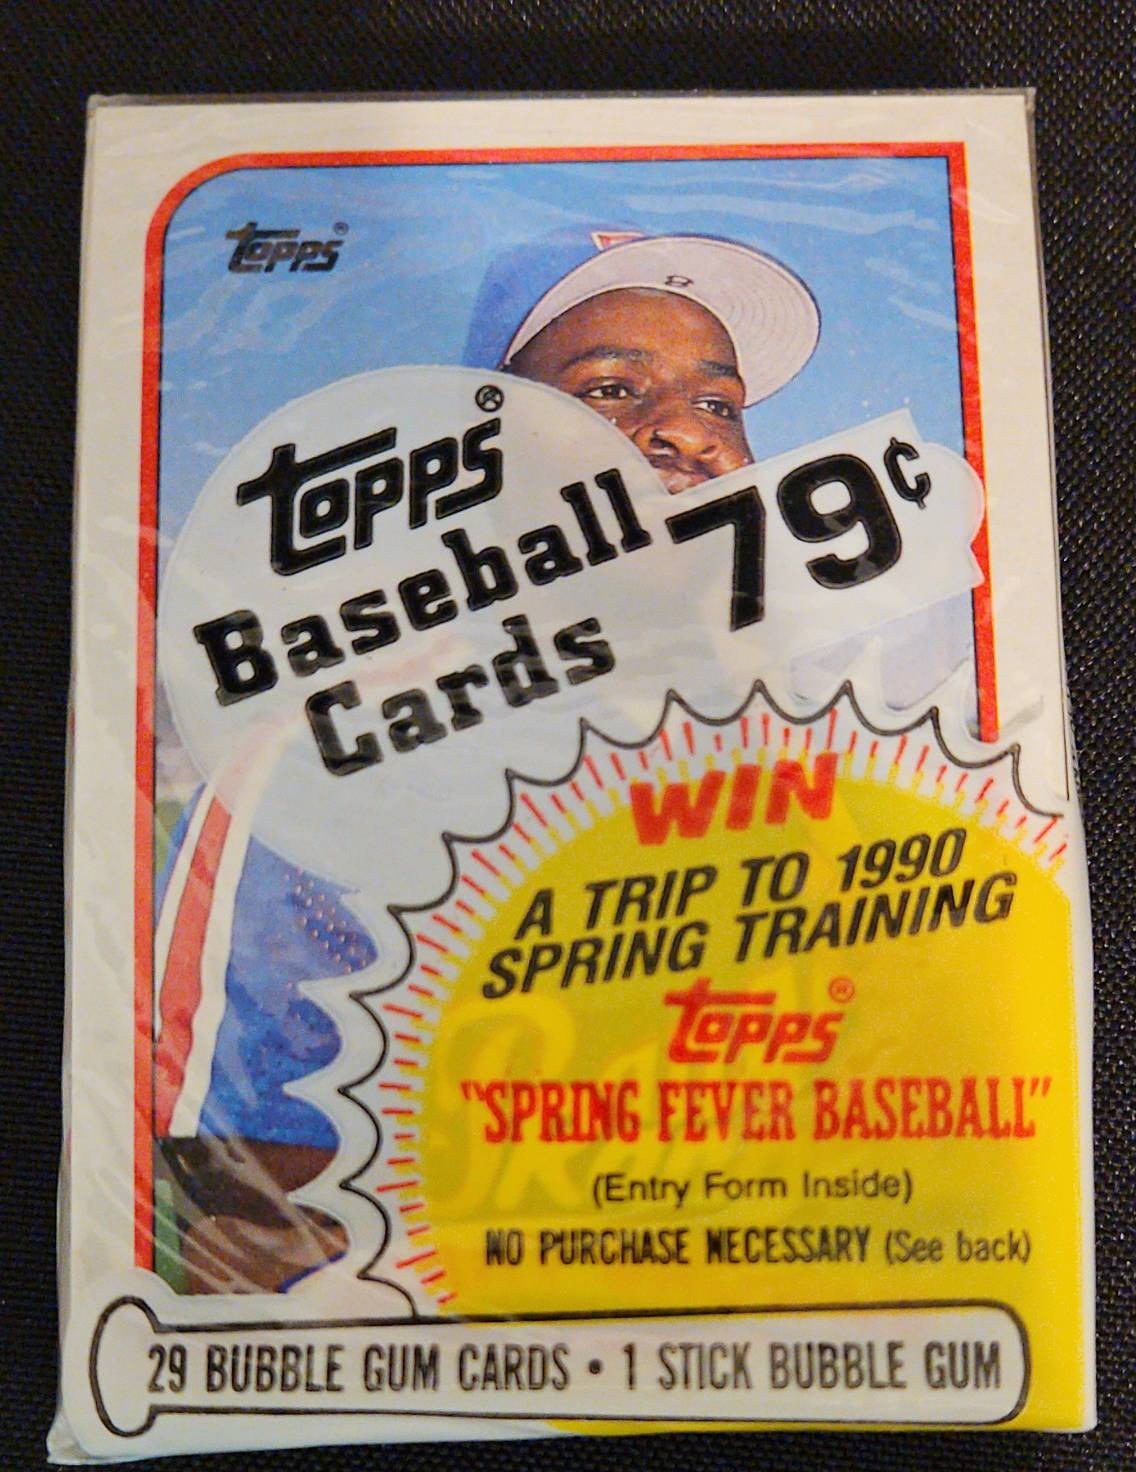 Topps®
Topps®
Baseball
Cards
79¢
WIN
A TRIP TO 1990
SPRING TRAINING
Topps®
"SPRING FEVER BASEBALL"
(Entry Form Inside)
NO PURCHASE NECESSARY (See back)
29 BUBBLE GUM CARDS • 1 STICK BUBBLE GUM